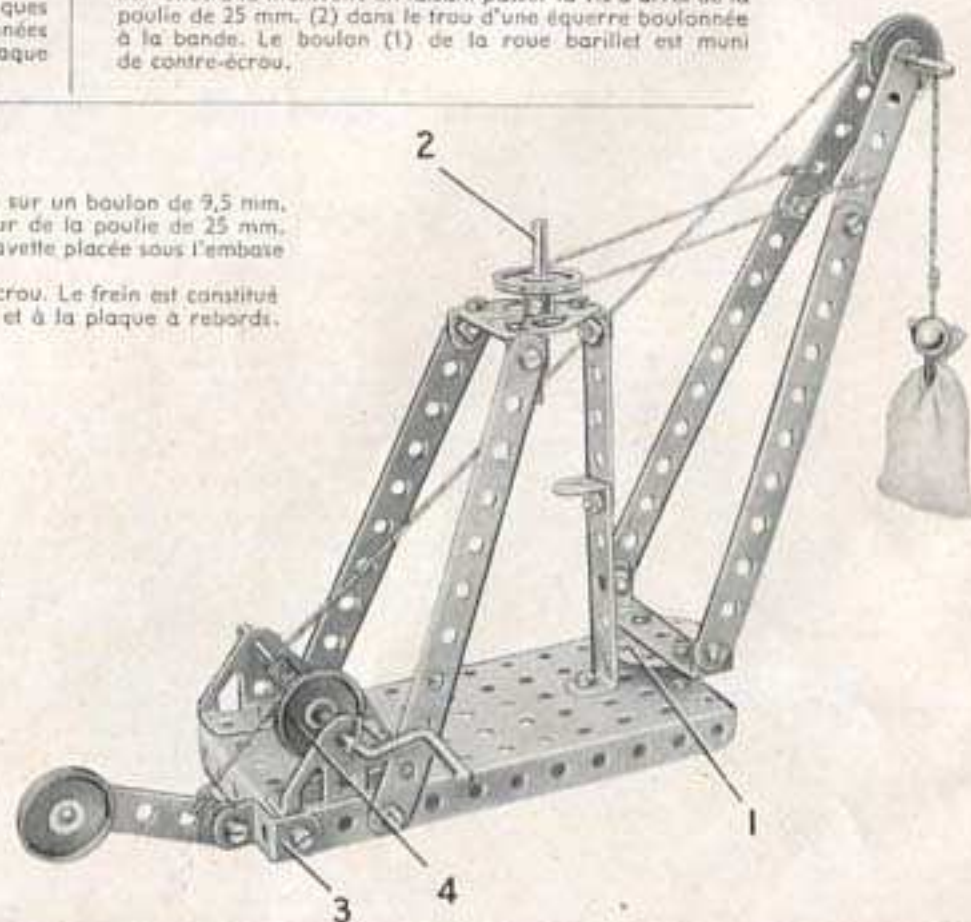 ques
nées
aque
poulie de 25 mm. (2) dans le trou d'une équerre boulonnée
à la bande. Le boulon (1) de la roue barillet est muni
de contre-écrou.
sur un boulon de 9,5 mm.
ur de la poulie de 25 mm.
avette placée sous l'embase
crou. Le frein est constitué
et à la plaque à rebords.
2
1
3
4